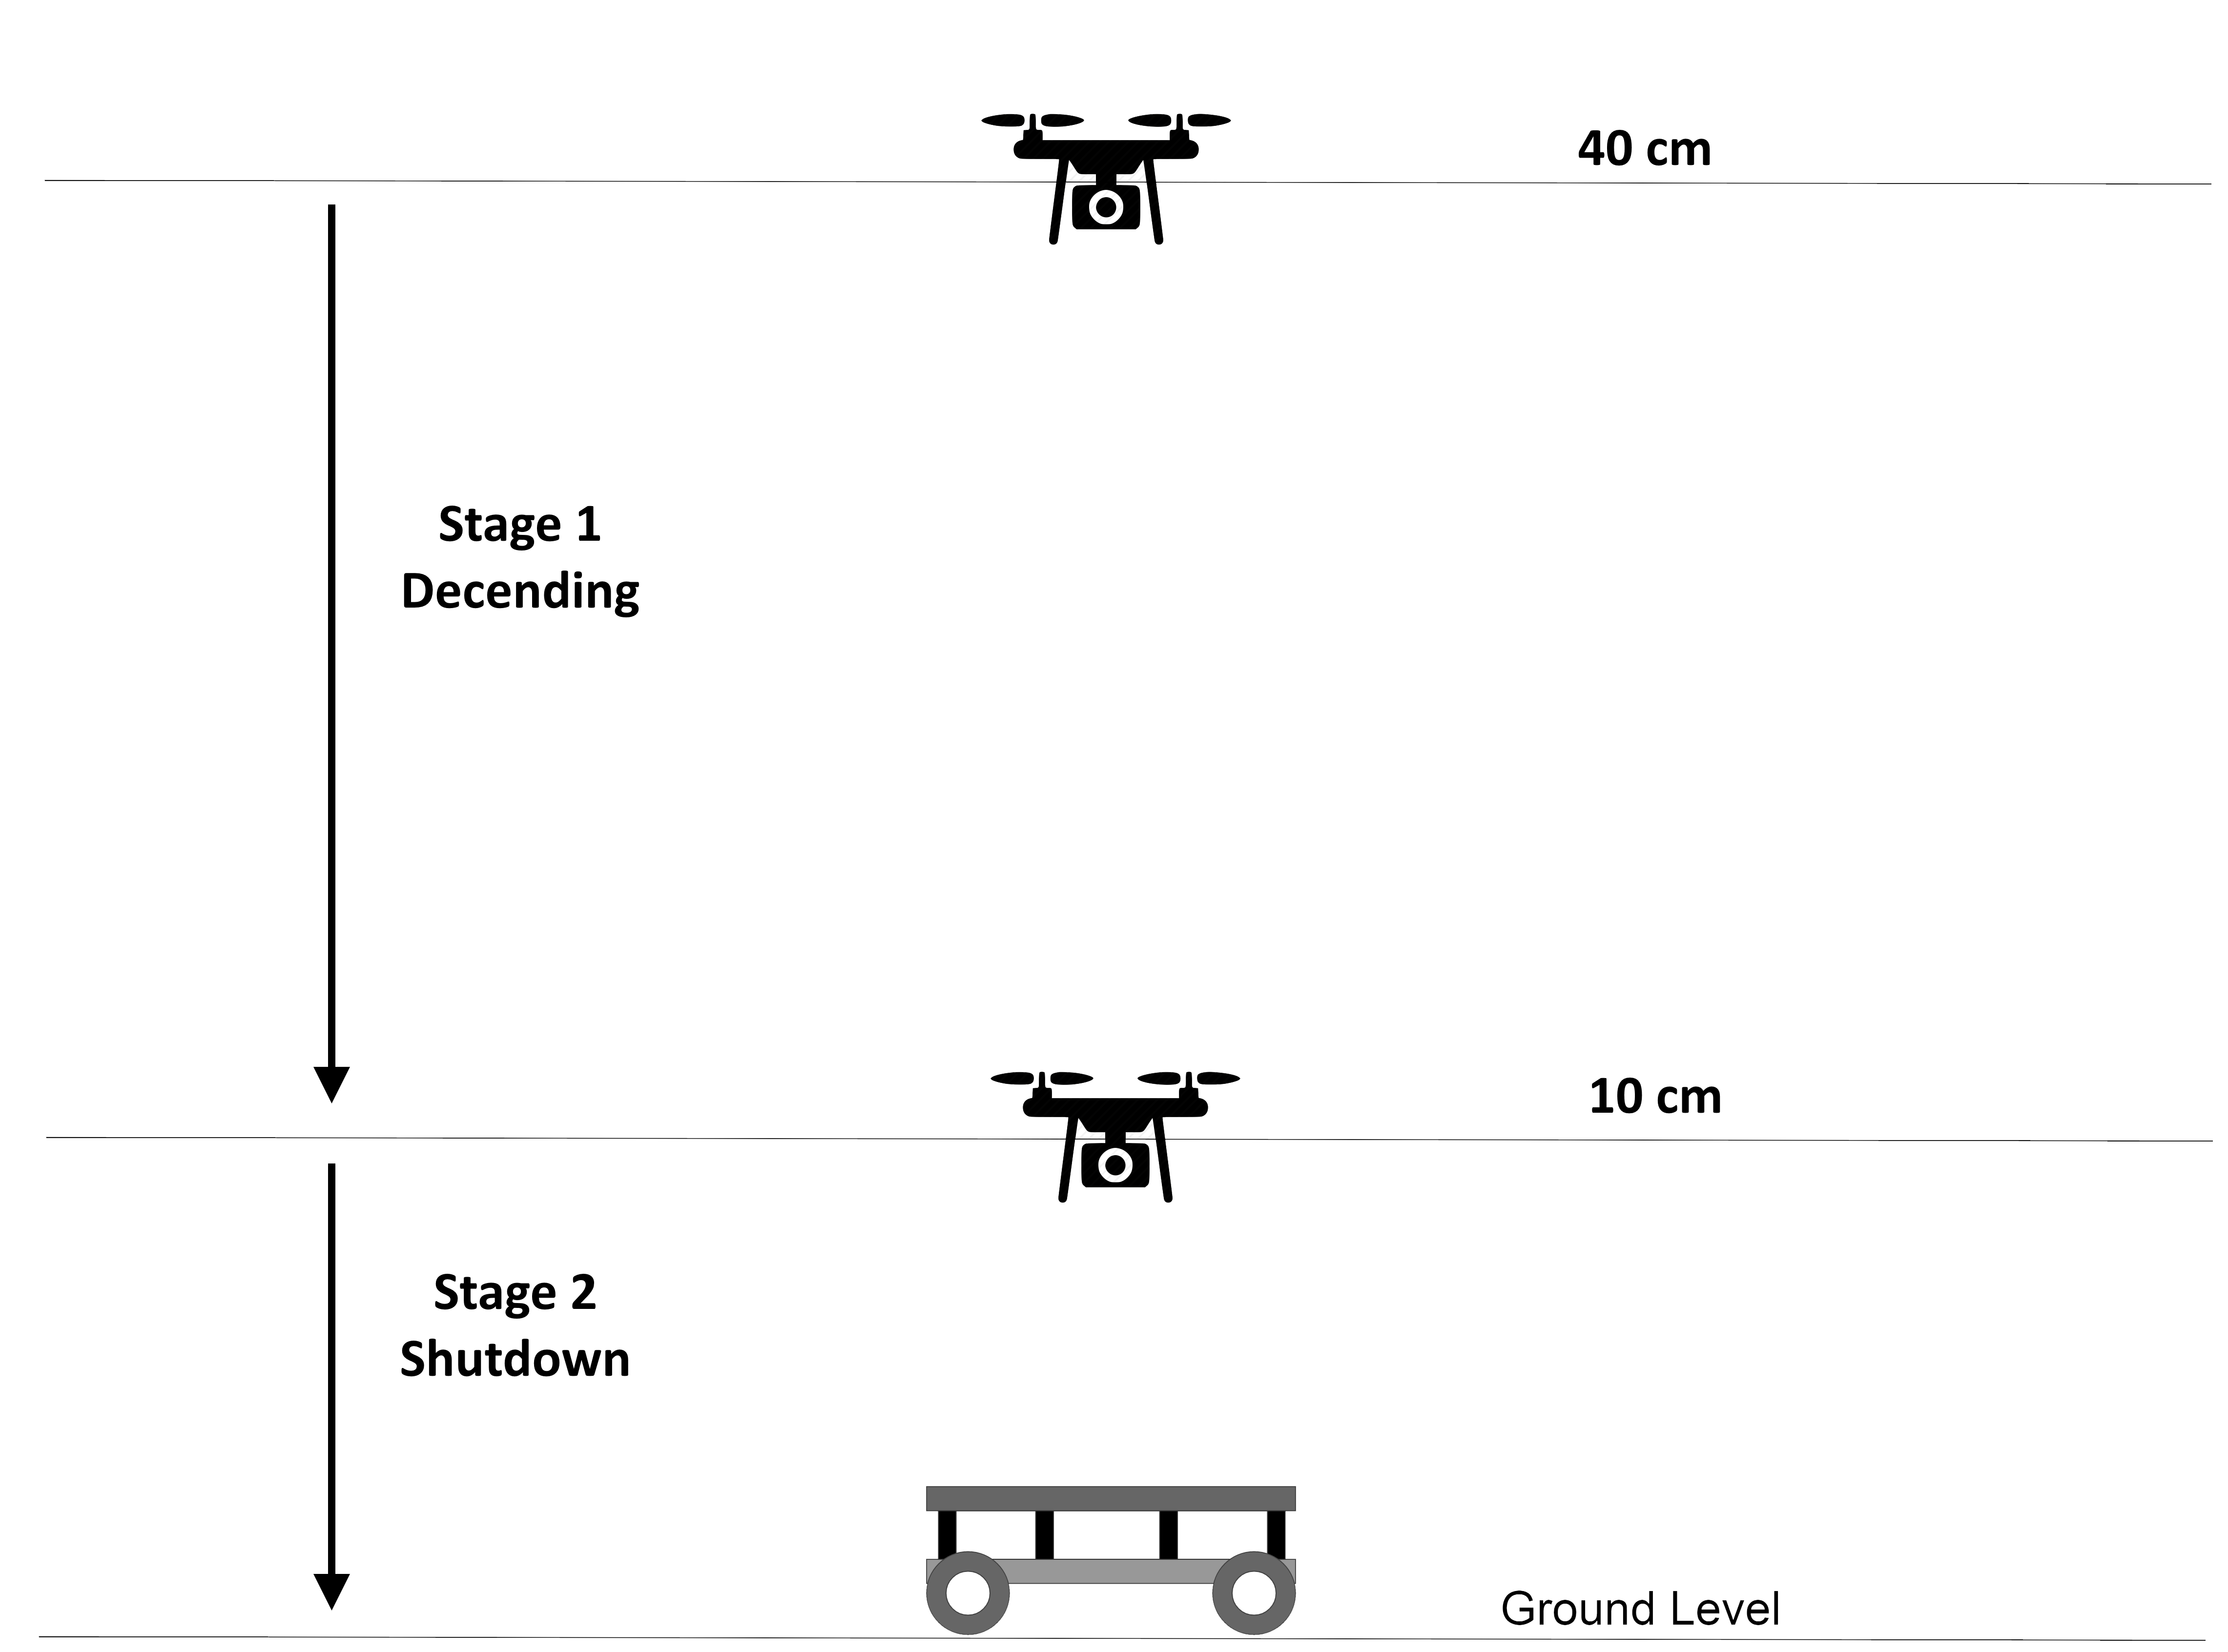 40 cm
Stage 1
Decending
10 cm
Stage 2
Shutdown
Ground Level